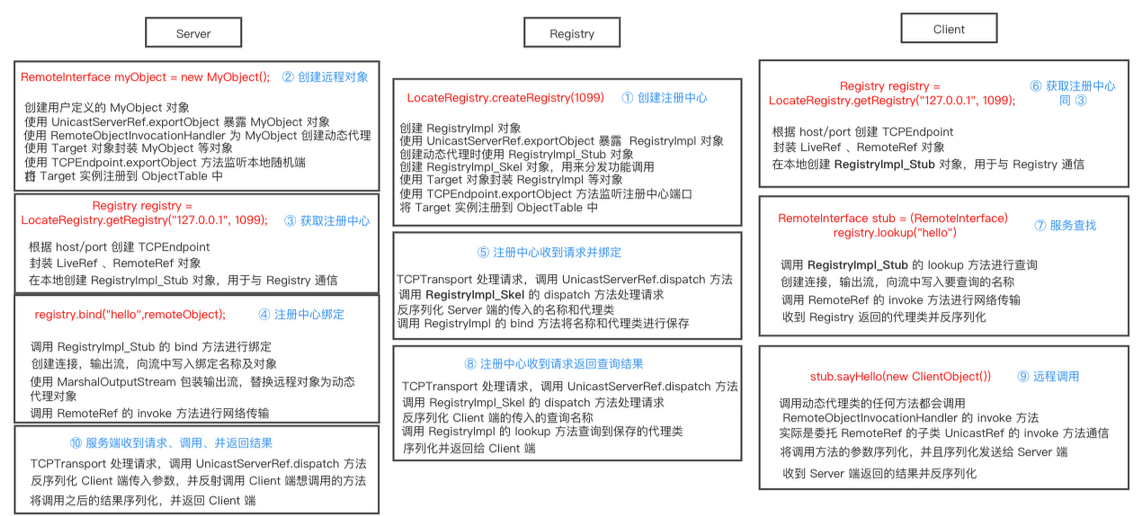 Server
RemoteInterface myObject = new MyObject(); ② 创建远程对象
创建用户定义的 MyObject 对象
使用 UnicastServerRef.exportObject 暴露 MyObject 对象
使用 RemoteObjectInvocationHandler 为 MyObject 创建动态代理
使用 Target 对象封装 MyObject 等对象
使用 TCPEndpoint.exportObject 方法监听本地随机端
Target 实例注册到 ObjectTable 中
Registry registry =
LocateRegistry.getRegistry("127.0.0.1", 1099); ③ 获取注册中心
根据 host/port 创建 TCPEndpoint
封装 LiveRef 、RemoteRef 对象
在本地创建 RegistryImpl_Stub 对象，用于与 Registry 通信
registry.bind("hello",remoteObject); ④ 注册中心绑定
调用 RegistryImpl_Stub 的 bind 方法进行绑定
创建连接，输出流，向流中写入绑定名称及对象
使用 MarshalOutputStream 包装输出流，替换远程对象为动态
代理对象
调用 RemoteRef 的 invoke 方法进行网络传输
⑩ 服务端收到请求、调用、并返回结果
TCPTransport 处理请求，调用 UnicastServerRef.dispatch 方法
反序列化 Client 端传入参数，并反射调用 Client 端想调用的方法
将调用之后的结果序列化，并返回 Client 端
Registry
LocateRegistry.createRegistry(1099) ① 创建注册中心
创建 RegistryImpl 对象
使用 UnicastServerRef.exportObject 暴露 RegistryImpl 对象
创建动态代理时使用 RegistryImpl_Stub 对象
创建 RegistryImpl_Skel 对象，用来分发功能调用
使用 Target 对象封装 RegistryImpl 等对象
使用 TCPEndpoint.exportObject 方法监听注册中心端口
将 Target 实例注册到 ObjectTable 中
⑤ 注册中心收到请求并绑定
TCPTransport 处理请求，调用 UnicastServerRef.dispatch 方法
调用 RegistryImpl_Skel 的 dispatch 方法处理请求
反序列化 Server 端的传入的名称和代理类
调用 RegistryImpl 的 bind 方法将名称和代理类进行保存
⑧ 注册中心收到请求返回查询结果
TCPTransport 处理请求，调用 UnicastServerRef.dispatch 方法
调用 RegistryImpl_Skel 的 dispatch 方法处理请求
反序列化 Client 端的传入的查询名称
调用 RegistryImpl 的 lookup 方法查询到保存的代理类
序列化并返回给 Client 端
Client
Registry registry =
LocateRegistry.getRegistry("127.0.0.1", 1099);
⑥ 获取注册中心
同 ③
根据 host/port 创建 TCPEndpoint
封装 LiveRef 、RemoteRef 对象
在本地创建 RegistryImpl_Stub 对象，用于与 Registry 通信
RemoteInterface stub = (RemoteInterface)
registry.lookup("hello") ⑦ 服务查找
调用 RegistryImpl_Stub 的 lookup 方法进行查询
创建连接，输出流，向流中写入要查询的名称
调用 RemoteRef 的 invoke 方法进行网络传输
收到 Registry 返回的代理类并反序列化
stub.sayHello(new ClientObject()) ⑨ 远程调用
调用动态代理类的任何方法都会调用
RemoteObjectInvocationHandler 的 invoke 方法
实际是委托 RemoteRef 的子类 UnicastRef 的 invoke 方法通信
将调用方法的参数序列化，并且序列化发送给 Server 端
收到 Server 端返回的结果并反序列化